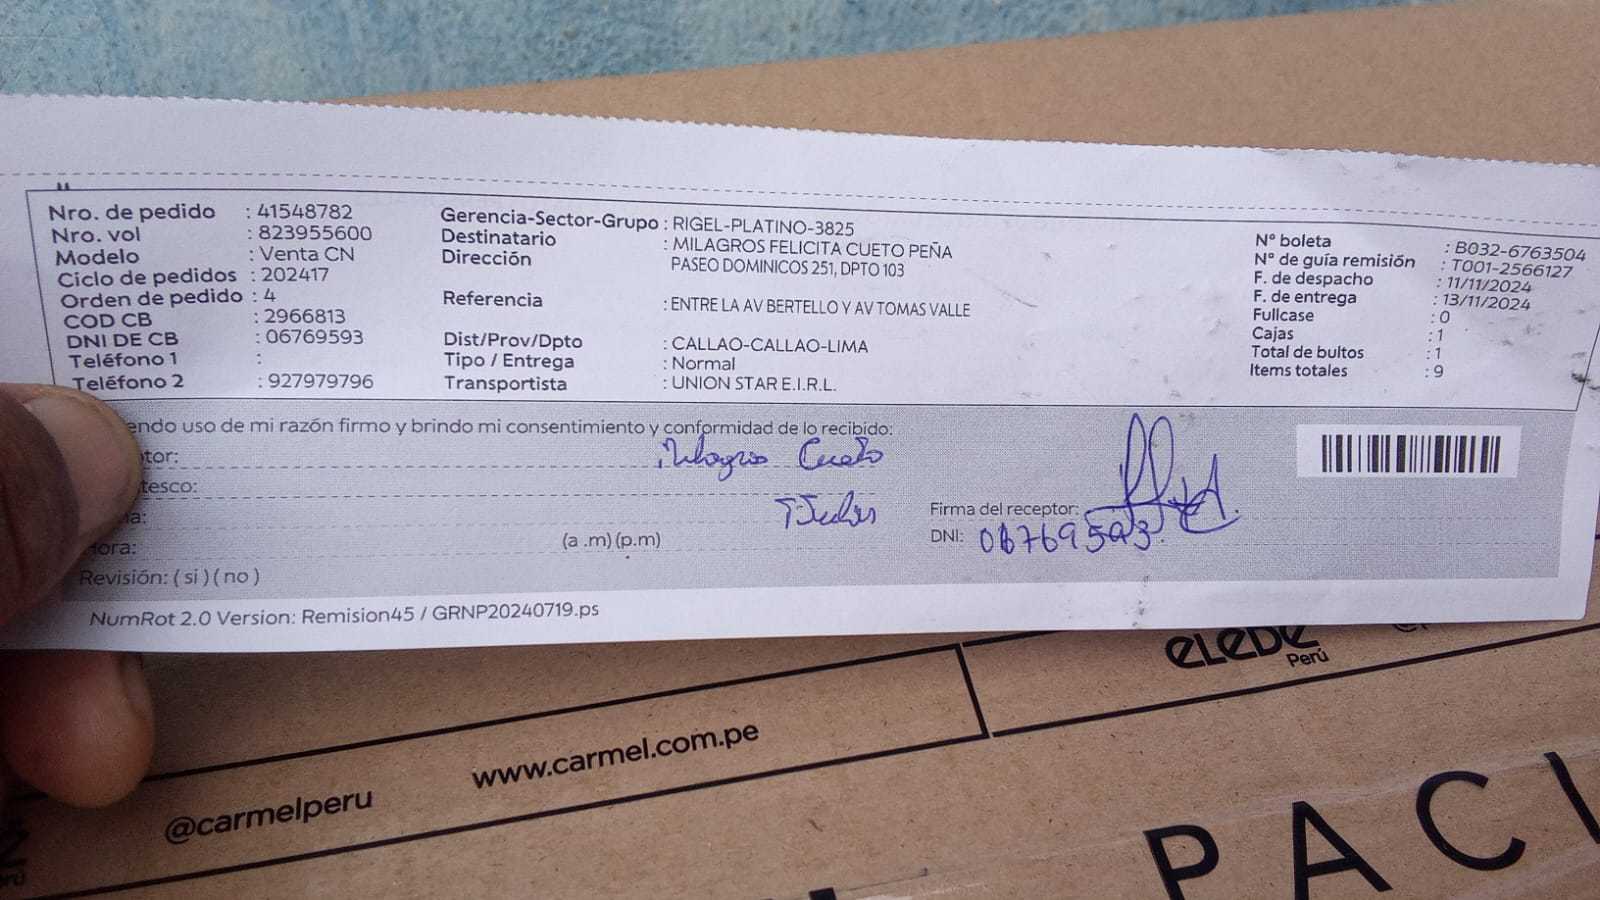 Nro. de pedido : 41548782
Nro. vol : 823955600
Modelo : Venta CN
Ciclo de pedidos : 202417
Orden de pedido : 4
COD CB : 2966813
DNI DE CB : 06769593
Teléfono 1 :
Teléfono 2 : 927979796
Gerencia-Sector-Grupo : RIGEL-PLATINO-3825
Destinatario : MILAGROS FELICITA CUETO PEÑA
Dirección PASEO DOMINICOS 251, DPTO 103
Referencia : ENTRE LA AV BERTELLO Y AV TOMAS VALLE
Dist/Prov/Dpto : CALLAO-CALLAO-LIMA
Tipo / Entrega : Normal
Transportista : UNION STAR E.I.R.L.
N° boleta : B032-6763504
N° de guía remisión : T001-2566127
F. de despacho : 11/11/2024
F. de entrega : 13/11/2024
Fullcase : 0
Cajas : 1
Total de bultos : 1
Items totales : 9
endo uso de mi razón firmo y brindo mi consentimiento y conformidad de lo recibido:
tor: Milagros Cueto
tesco:
a:
Hora: (a .m) (p.m)
Revisión: ( si ) ( no )
Firma del receptor:
DNI: 06769593
NumRot 2.0 Version: Remision45 / GRNP20240719.ps
elebe
Perú
www.carmel.com.pe
@carmelperu
PACI